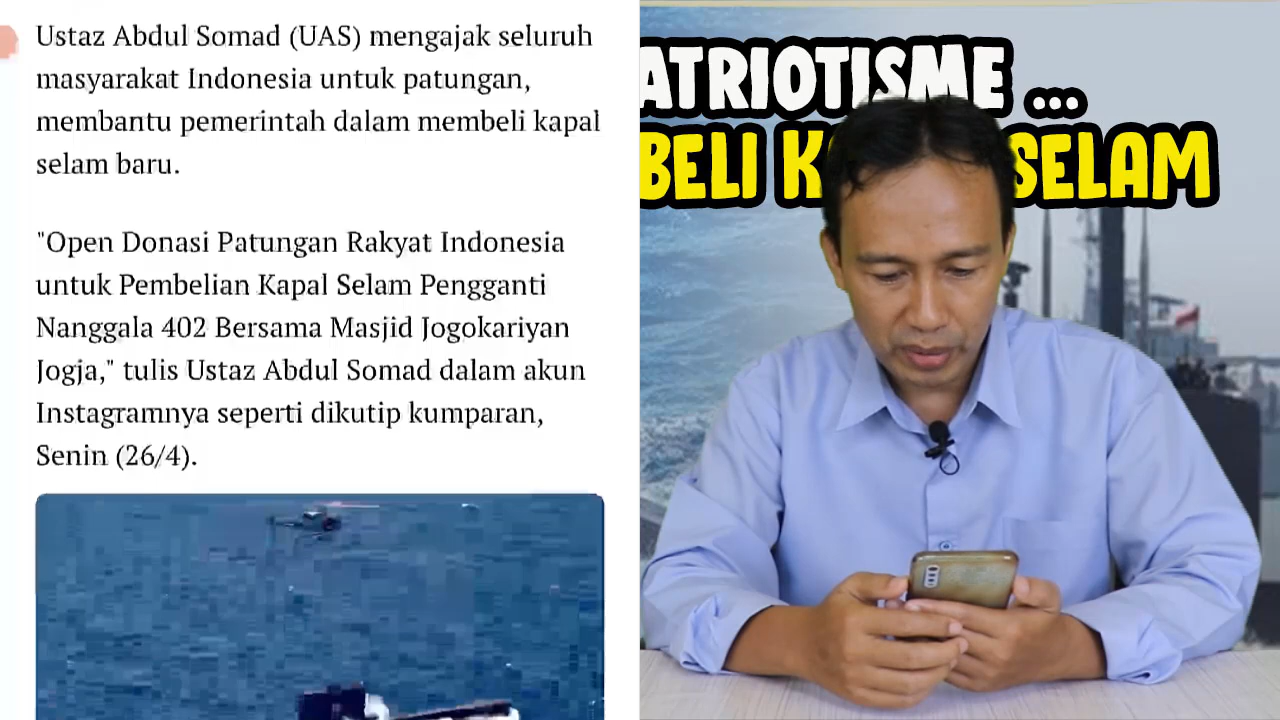 Ustaz Abdul Somad (UAS) mengajak seluruh
masyarakat Indonesia untuk patungan,
membantu pemerintah dalam membeli kapal
selam baru.
"Open Donasi Patungan Rakyat Indonesia
untuk Pembelian Kapal Selam Pengganti
Nanggala 402 Bersama Masjid Jogokariyan
Jogja," tulis Ustaz Abdul Somad dalam akun
Instagramnya seperti dikutip kumparan,
Senin (26/4).
ATRIOTISME ...
BELI K SELAM